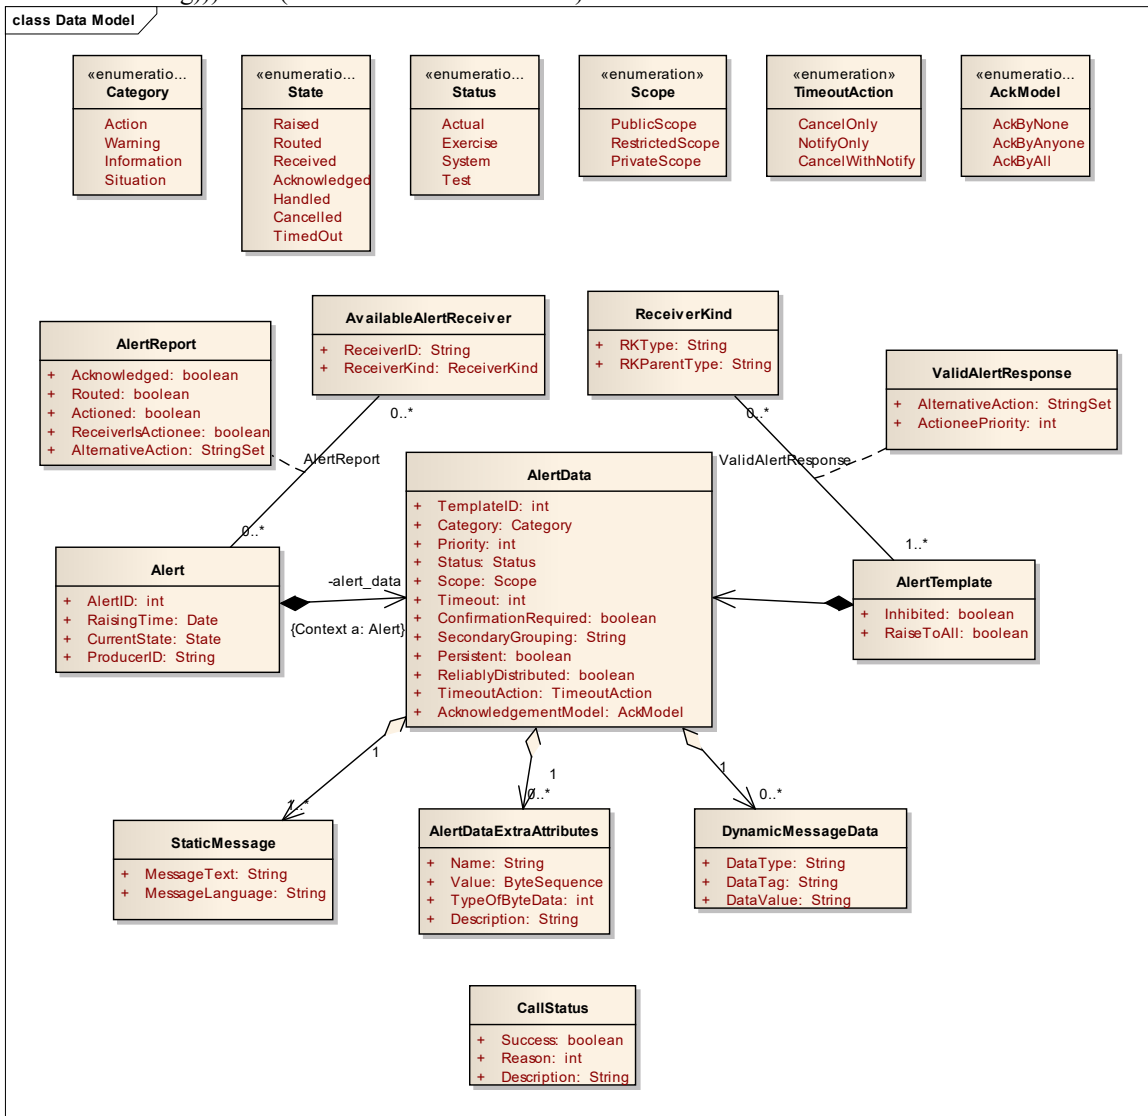 class Data Model
«enumeratio...
Category
Action
Warning
Information
Situation
«enumeratio...
State
Raised
Routed
Received
Acknowledged
Handled
Cancelled
TimedOut
«enumeratio...
Status
Actual
Exercise
System
Test
«enumeration»
Scope
PublicScope
RestrictedScope
PrivateScope
«enumeration»
TimeoutAction
CancelOnly
NotifyOnly
CancelWithNotify
«enumeratio...
AckModel
AckByNone
AckByAnyone
AckByAll
AlertReport
+ Acknowledged: boolean
+ Routed: boolean
+ Actioned: boolean
+ ReceiverIsActionee: boolean
+ AlternativeAction: StringSet
AvailableAlertReceiver
+ ReceiverID: String
+ ReceiverKind: ReceiverKind
ReceiverKind
+ RKType: String
+ RKParentType: String
ValidAlertResponse
+ AlternativeAction: StringSet
+ ActioneePriority: int
0..*
AlertReport
0..*
0..*
ValidAlertResponse
1..*
Alert
+ AlertID: int
+ RaisingTime: Date
+ CurrentState: State
+ ProducerID: String
-alert_data
{Context a: Alert}
AlertData
+ TemplateID: int
+ Category: Category
+ Priority: int
+ Status: Status
+ Scope: Scope
+ Timeout: int
+ ConfirmationRequired: boolean
+ SecondaryGrouping: String
+ Persistent: boolean
+ ReliablyDistributed: boolean
+ TimeoutAction: TimeoutAction
+ AcknowledgementModel: AckModel
AlertTemplate
+ Inhibited: boolean
+ RaiseToAll: boolean
1
1..*
1
0..*
1
0..*
StaticMessage
+ MessageText: String
+ MessageLanguage: String
AlertDataExtraAttributes
+ Name: String
+ Value: ByteSequence
+ TypeOfByteData: int
+ Description: String
DynamicMessageData
+ DataType: String
+ DataTag: String
+ DataValue: String
CallStatus
+ Success: boolean
+ Reason: int
+ Description: String